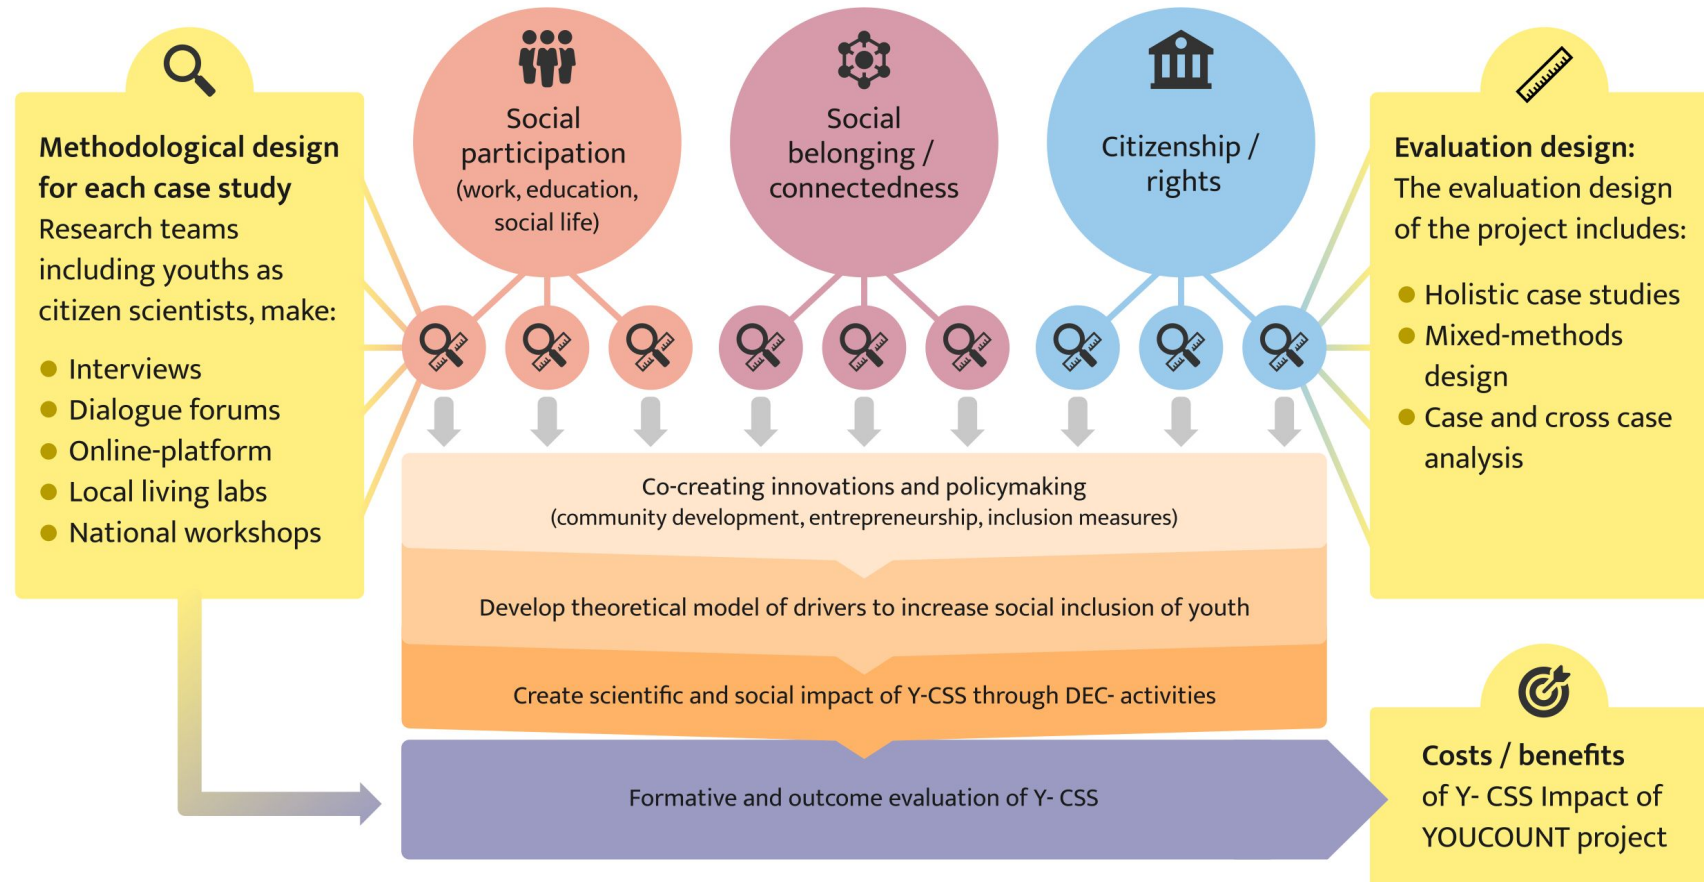 Methodological design
for each case study
Research teams
including youths as
citizen scientists, make:
Interviews
Dialogue forums
Online-platform
Local living labs
National workshops
Social
participation
(work, education,
social life)
Social
belonging /
connectedness
Citizenship /
rights
Evaluation design:
The evaluation design
of the project includes:
Holistic case studies
Mixed-methods
design
Case and cross case
analysis
Co-creating innovations and policymaking
(community development, entrepreneurship, inclusion measures)
Develop theoretical model of drivers to increase social inclusion of youth
Create scientific and social impact of Y-CSS through DEC- activities
Formative and outcome evaluation of Y- CSS
Costs / benefits
of Y- CSS Impact of
YOUCOUNT project